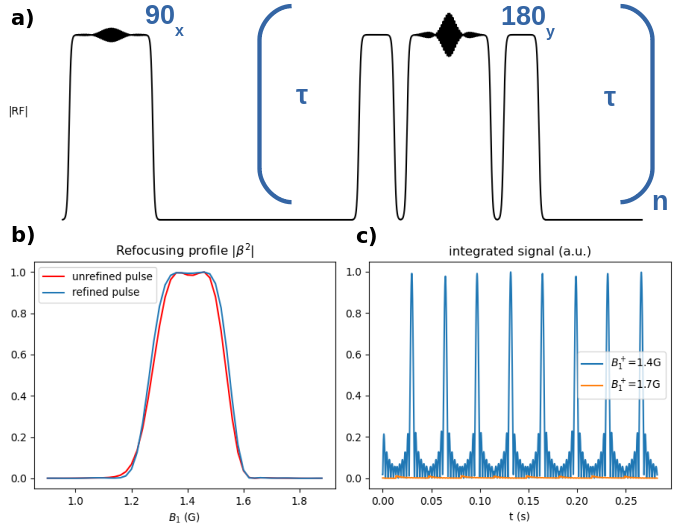 a)
90x
180y
τ
τ
|RF|
n
b)
c)
Refocusing profile |β²|
unrefined pulse
refined pulse
1.0
0.8
0.6
0.4
0.2
0.0
1.0 1.2 1.4 1.6 1.8
B₁ (G)
integrated signal (a.u.)
B₁⁺=1.4G
B₁⁺=1.7G
1.0
0.8
0.6
0.4
0.2
0.0
0.00 0.05 0.10 0.15 0.20 0.25
t (s)